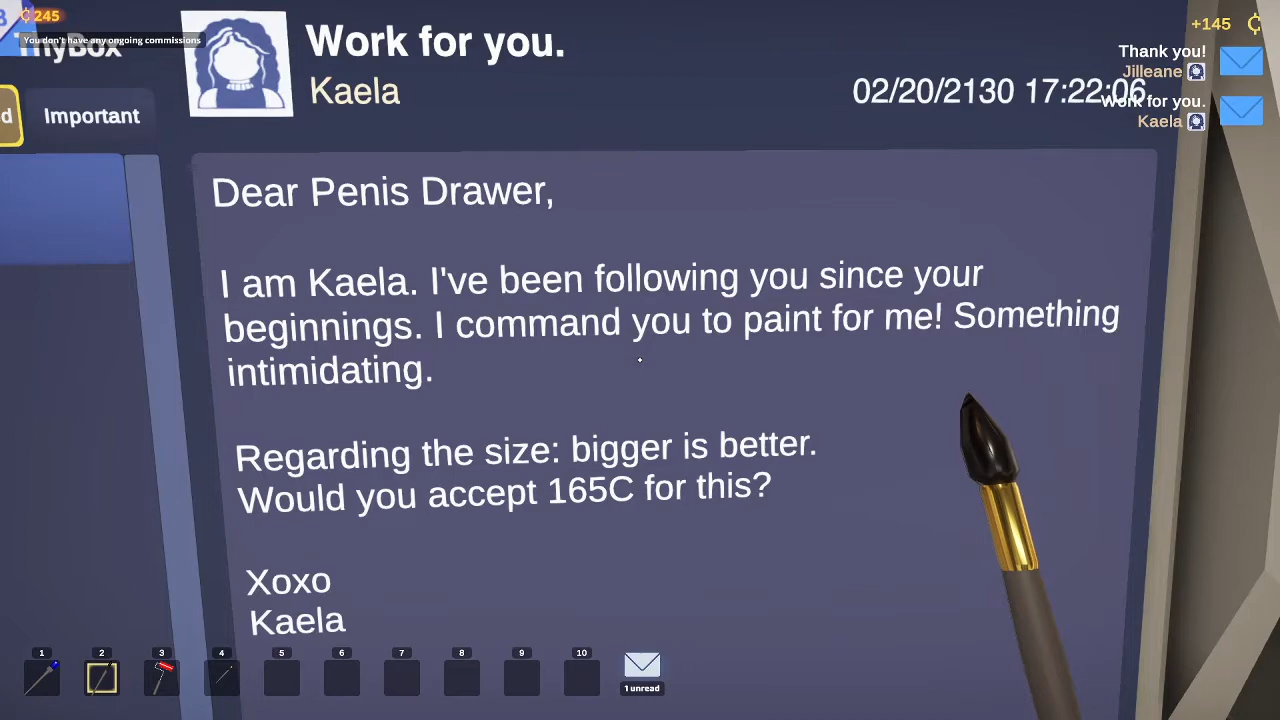 245
You don't have any ongoing commissions
myBox
Important
Work for you.
Kaela
02/20/2130 17:22:06
+145
Thank you!
Jilleane
Work for you.
Kaela
Dear Penis Drawer,
I am Kaela. I've been following you since your
beginnings. I command you to paint for me! Something
intimidating.
Regarding the size: bigger is better.
Would you accept 165C for this?
Xoxo
Kaela
1
2
3
4
5
6
7
8
9
10
1 unread